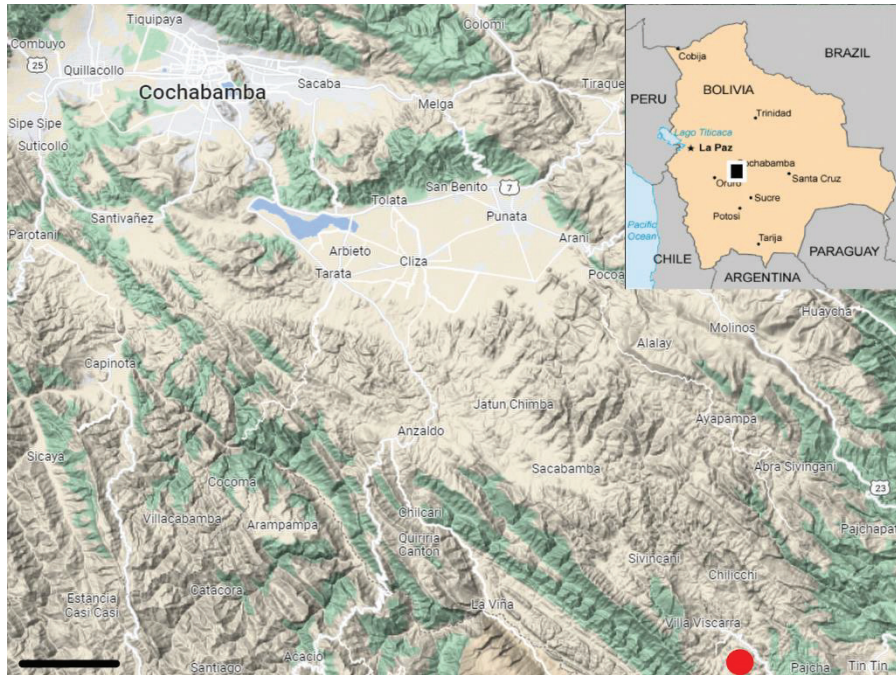 Tiquipaya
Colomi
Combuyo
25
Quillacollo
Sacaba
Tiraque
Cochabamba
Melga
Sipe Sipe
Suticollo
San Benito
7
Tolata
Punata
Santivañez
Parotani
Arbieto
Cliza
Arani
Tarata
Pocoa
Huaycha
Molinos
Alalay
Capinota
Jatun Chimba
Ayapampa
Anzaldo
Sicaya
Sacabamba
Abra Sivingani
Cocoma
23
Villacabamba
Chilcari
Arampampa
Pajchapat
Quiriria
Canton
Sivincani
Chilicchi
Catacora
Estancia
Casi Casi
La Viña
Villa Viscarra
Santiago
Acacio
Pajcha
Tin Tin
Cobija
BRAZIL
PERU
BOLIVIA
Trinidad
Lago Titicaca
La Paz
Cochabamba
Oruro
Santa Cruz
Sucre
Potosi
Pacific
Ocean
Tarija
PARAGUAY
CHILE
ARGENTINA